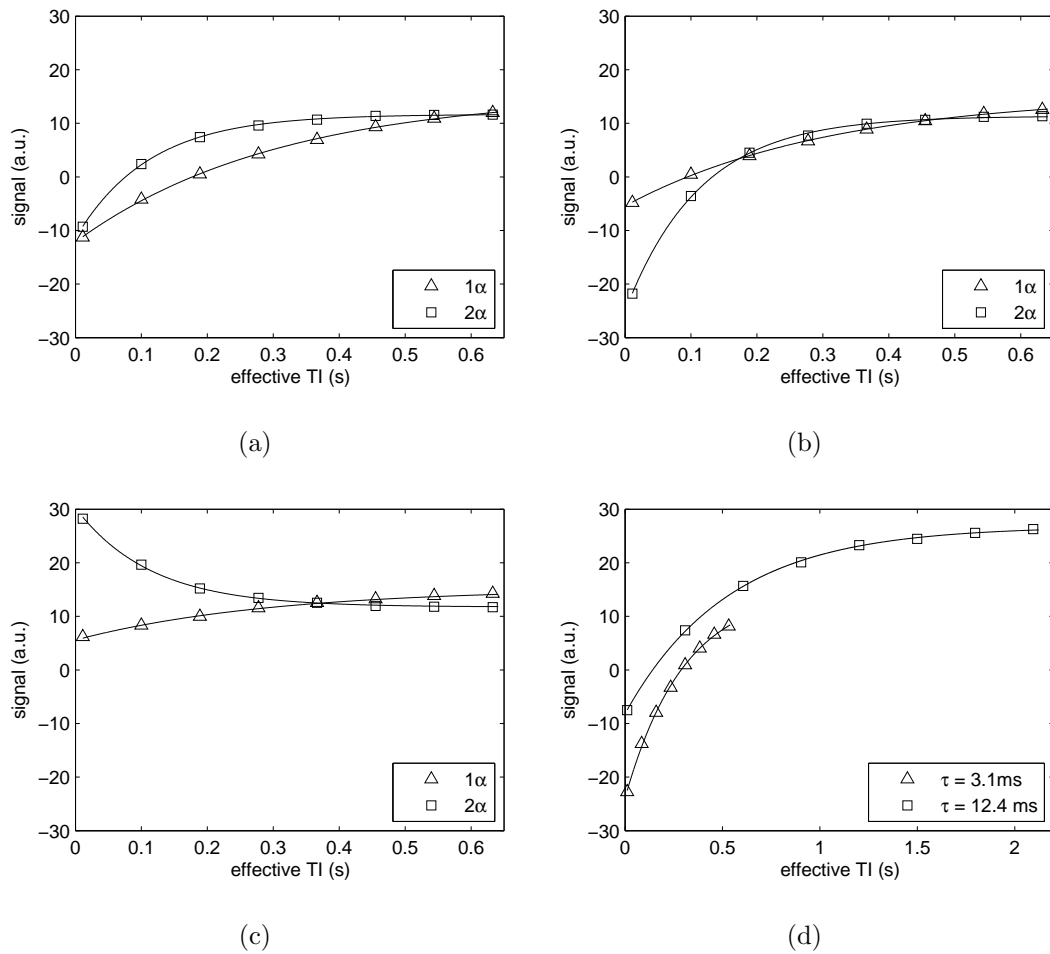 30
20
10
0
−10
−20
−30
signal (a.u.)
1α
2α
0 0.1 0.2 0.3 0.4 0.5 0.6
effective TI (s)
(a)
30
20
10
0
−10
−20
−30
signal (a.u.)
1α
2α
0 0.1 0.2 0.3 0.4 0.5 0.6
effective TI (s)
(b)
30
20
10
0
−10
−20
−30
signal (a.u.)
1α
2α
0 0.1 0.2 0.3 0.4 0.5 0.6
effective TI (s)
(c)
30
20
10
0
−10
−20
−30
signal (a.u.)
τ = 3.1ms
τ = 12.4 ms
0 0.5 1 1.5 2
effective TI (s)
(d)